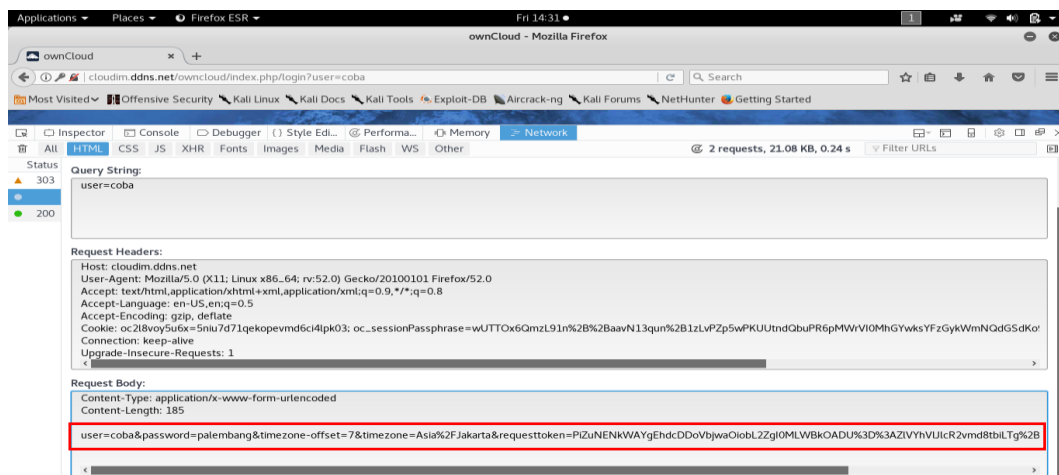 Applications Places Firefox ESR Fri 14:31 1
ownCloud - Mozilla Firefox
ownCloud × +
cloudim.ddns.net/owncloud/index.php/login?user=coba Search
Most Visited Offensive Security Kali Linux Kali Docs Kali Tools Exploit-DB Aircrack-ng Kali Forums NetHunter Getting Started
Inspector Console Debugger { } Style Edi... Performa... Memory Network
All HTML CSS JS XHR Fonts Images Media Flash WS Other 2 requests, 21.08 KB, 0.24 s Filter URLs
Status
303
200
Query String:
user=coba
Request Headers:
Host: cloudim.ddns.net
User-Agent: Mozilla/5.0 (X11; Linux x86_64; rv:52.0) Gecko/20100101 Firefox/52.0
Accept: text/html,application/xhtml+xml,application/xml;q=0.9,*/*;q=0.8
Accept-Language: en-US,en;q=0.5
Accept-Encoding: gzip, deflate
Cookie: oc2l8voy5u6x=5niu7d71qekopevmd6ci4lpk03; oc_sessionPassphrase=wUTTOx6QmzL91n%2B%2BaavN13qun%2B1zLvPZp5wPKUUtndQbuPR6pMWrVI0MhGYwksYFzGykWmNQdGSdKo
Connection: keep-alive
Upgrade-Insecure-Requests: 1
Request Body:
Content-Type: application/x-www-form-urlencoded
Content-Length: 185
user=coba&password=palembang&timezone-offset=7&timezone=Asia%2FJakarta&requesttoken=PiZuNENkWAYgEhdcDDoVbjwaOiobL2ZgI0MLWBkOADU%3D%3AZlVYhVUlcR2vmd8tbiLTg%2B